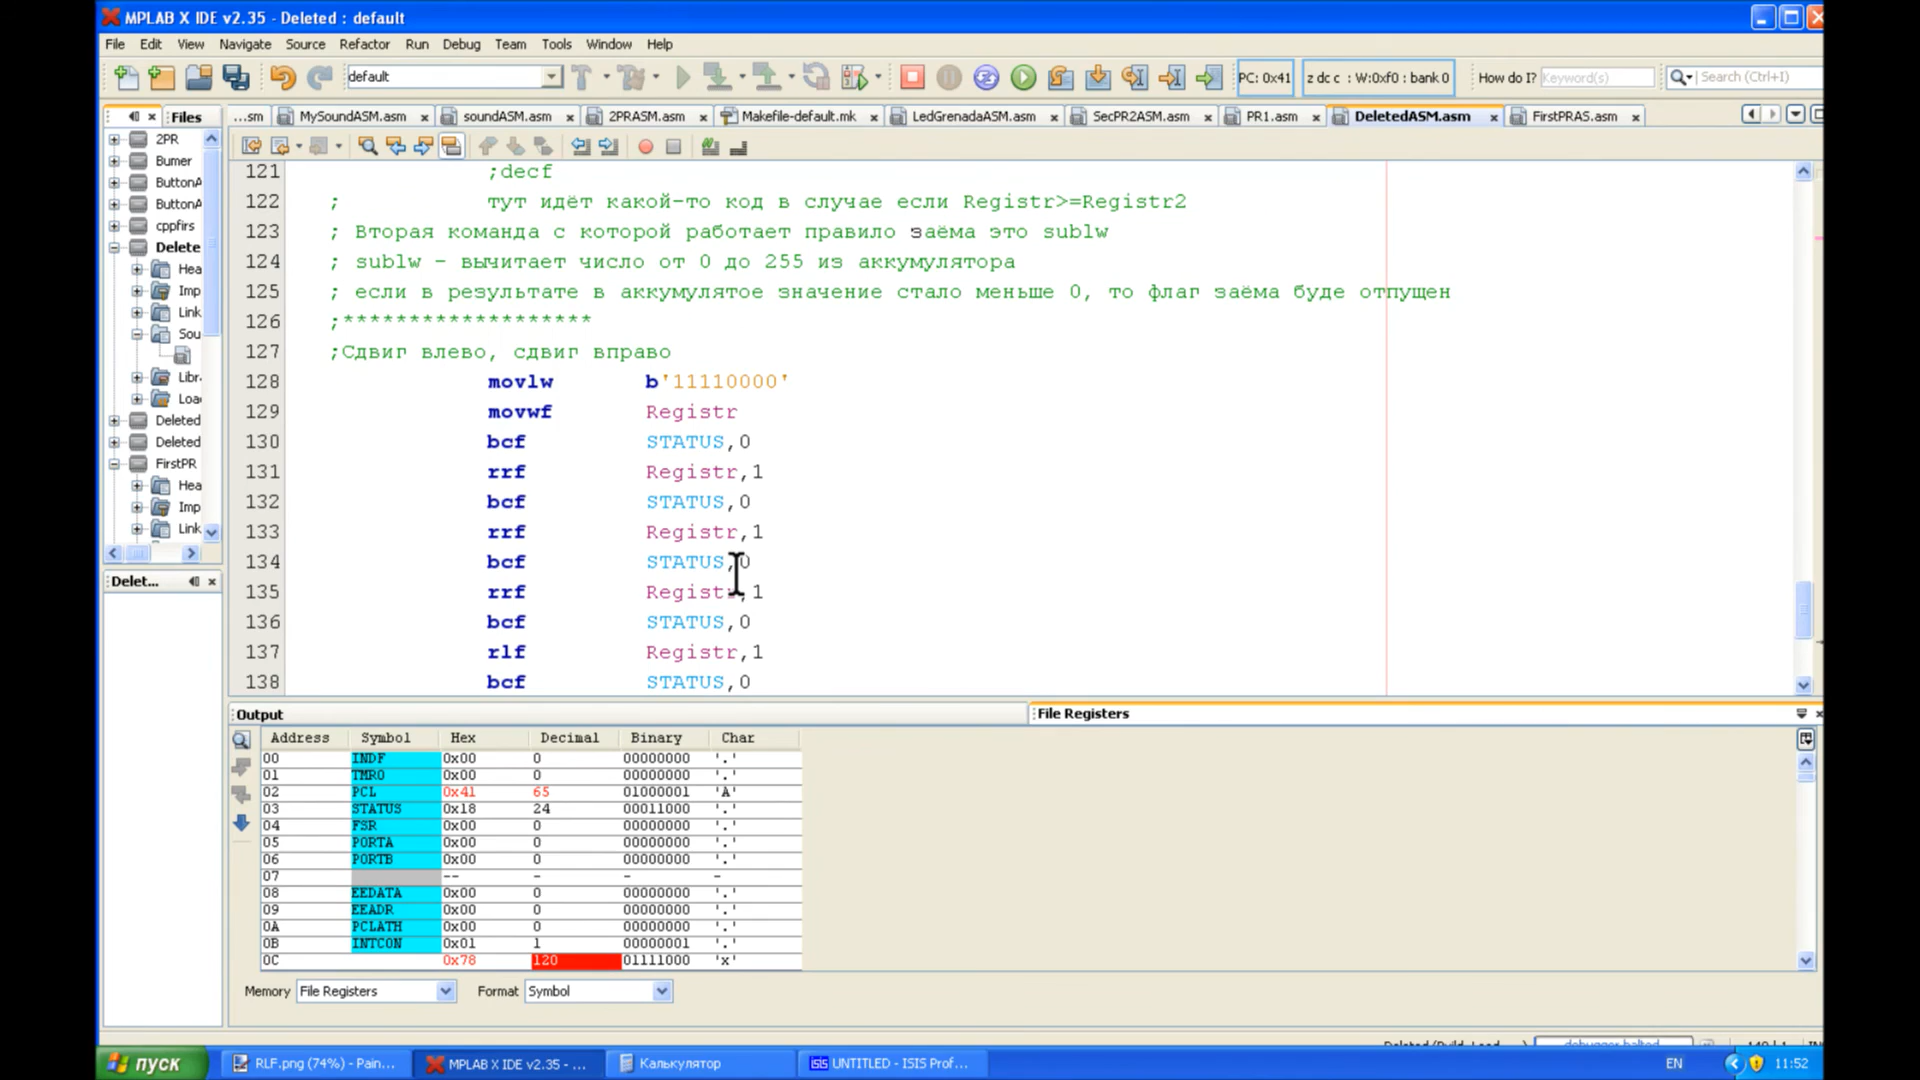 MPLAB X IDE v2.35 - Deleted : default
File Edit View Navigate Source Refactor Run Debug Team Tools Window Help
default PC: 0x41 z dc c : W:0xf0 : bank 0 How do I? Keyword(s) Search (Ctrl+I)
Files ...sm MySoundASM.asm soundASM.asm 2PRASM.asm Makefile-default.mk LedGrenadaASM.asm SecPR2ASM.asm PR1.asm DeletedASM.asm FirstPRAS.asm
2PR
Bumer
ButtonA
ButtonA
cppfirs
Delete
Hea
Imp
Link
Sou
Libr
Loa
Deleted
Deleted
FirstPR
Hea
Imp
Link
Delet...
121 ;decf
122 ; тут идёт какой-то код в случае если Registr>=Registr2
123 ; Вторая команда с которой работает правило заёма это sublw
124 ; sublw - вычитает число от 0 до 255 из аккумулятора
125 ; если в результате в аккумулятое значение стало меньше 0, то флаг заёма буде отпущен
126 ;*******************
127 ;Сдвиг влево, сдвиг вправо
128 movlw b'11110000'
129 movwf Registr
130 bcf STATUS,0
131 rrf Registr,1
132 bcf STATUS,0
133 rrf Registr,1
134 bcf STATUS,0
135 rrf Registr,1
136 bcf STATUS,0
137 rlf Registr,1
138 bcf STATUS,0
Output File Registers
Address Symbol Hex Decimal Binary Char
00 INDF 0x00 0 00000000 '.'
01 TMR0 0x00 0 00000000 '.'
02 PCL 0x41 65 01000001 'A'
03 STATUS 0x18 24 00011000 '.'
04 FSR 0x00 0 00000000 '.'
05 PORTA 0x00 0 00000000 '.'
06 PORTB 0x00 0 00000000 '.'
07 -- - - -
08 EEDATA 0x00 0 00000000 '.'
09 EEADR 0x00 0 00000000 '.'
0A PCLATH 0x00 0 00000000 '.'
0B INTCON 0x01 1 00000001 '.'
0C 0x78 120 01111000 'x'
Memory File Registers Format Symbol
пуск RLF.png (74%) - Pain... MPLAB X IDE v2.35 - ... Калькулятор UNTITLED - ISIS Prof... EN 11:52